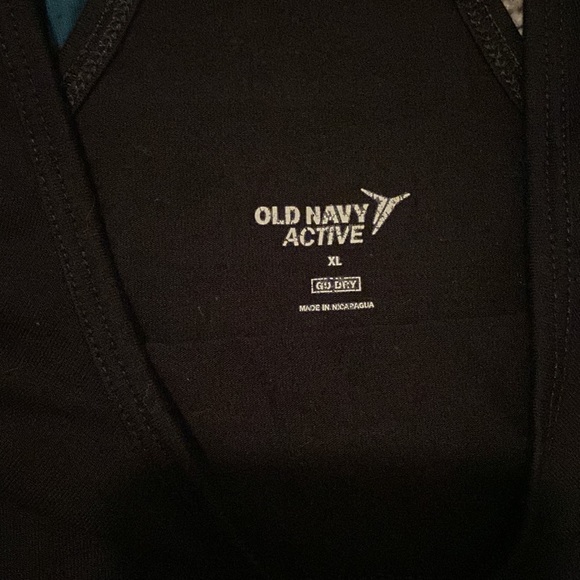 OLD NAVY
ACTIVE
XL
GO-DRY
MADE IN NICARAGUA